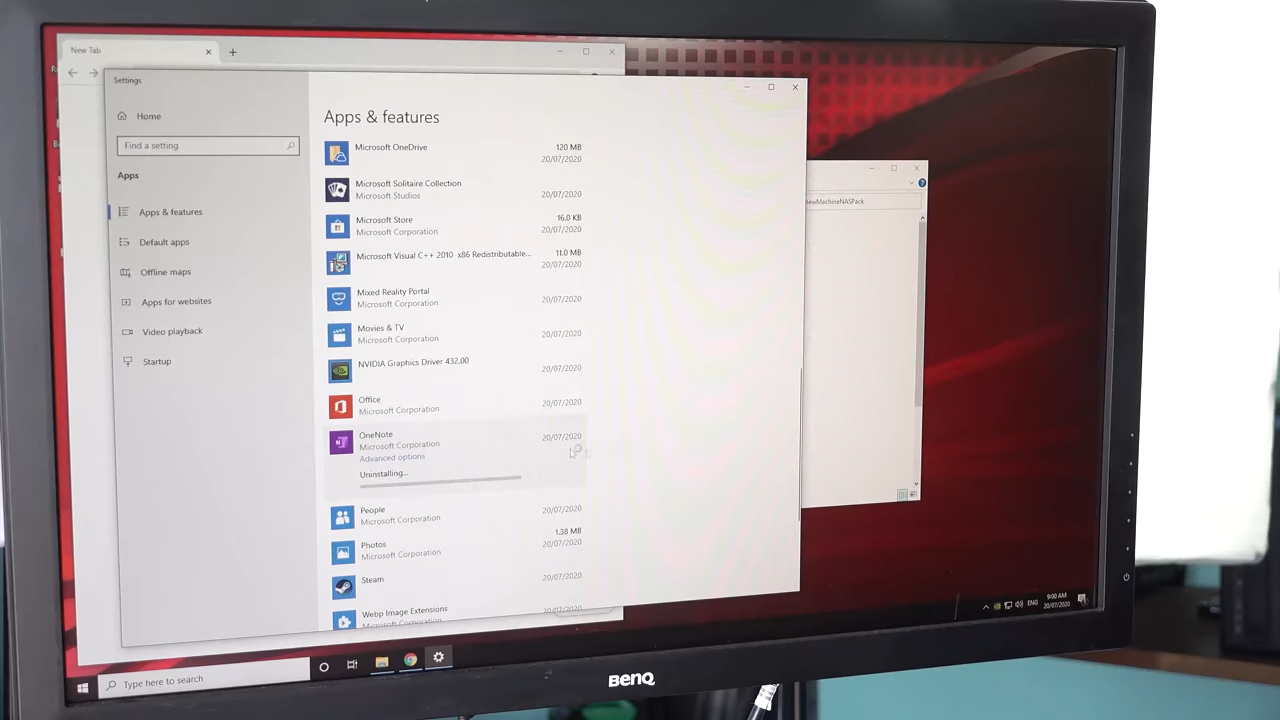 New Tab
Settings
Home
Find a setting
Apps
Apps & features
Default apps
Offline maps
Apps for websites
Video playback
Startup
Apps & features
Microsoft OneDrive 120 MB
20/07/2020
Microsoft Solitaire Collection
Microsoft Studios 20/07/2020
Microsoft Store 16.0 KB
Microsoft Corporation 20/07/2020
Microsoft Visual C++ 2010 x86 Redistributable... 11.0 MB
20/07/2020
Mixed Reality Portal
Microsoft Corporation 20/07/2020
Movies & TV
Microsoft Corporation 20/07/2020
NVIDIA Graphics Driver 432.00
20/07/2020
Office
Microsoft Corporation 20/07/2020
OneNote 20/07/2020
Microsoft Corporation
Advanced options
Uninstalling...
People
Microsoft Corporation 20/07/2020
Photos 1.38 MB
Microsoft Corporation 20/07/2020
Steam 20/07/2020
Webp Image Extensions 20/07/2020
Microsoft Corporation
ewMachineNASPack
Type here to search
ENG
9:00 AM
20/07/2020
BenQ